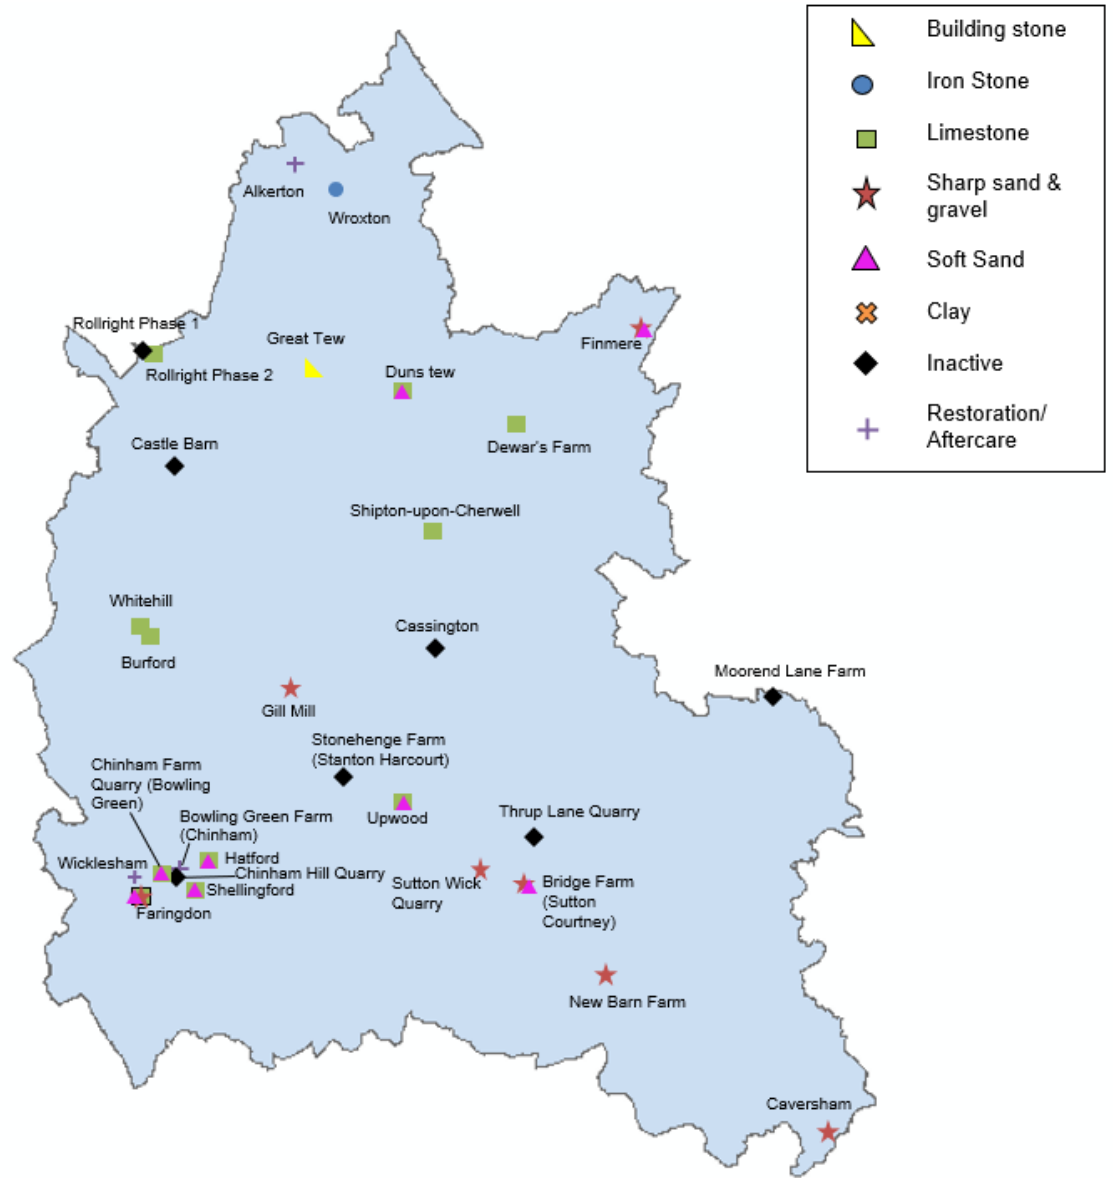 Building stone
Iron Stone
Limestone
Sharp sand &
gravel
Soft Sand
Clay
Inactive
Restoration/
Aftercare
Alkerton
Wroxton
Rollright Phase 1
Great Tew
Finmere
Rollright Phase 2
Duns tew
Castle Barn
Dewar's Farm
Shipton-upon-Cherwell
Whitehill
Cassington
Burford
Moorend Lane Farm
Gill Mill
Stonehenge Farm
(Stanton Harcourt)
Chinham Farm
Quarry (Bowling
Green)
Bowling Green Farm
(Chinham)
Upwood
Thrup Lane Quarry
Wicklesham
Hatford
Chinham Hill Quarry
Shellingford
Sutton Wick
Quarry
Bridge Farm
(Sutton
Courtney)
Faringdon
New Barn Farm
Caversham